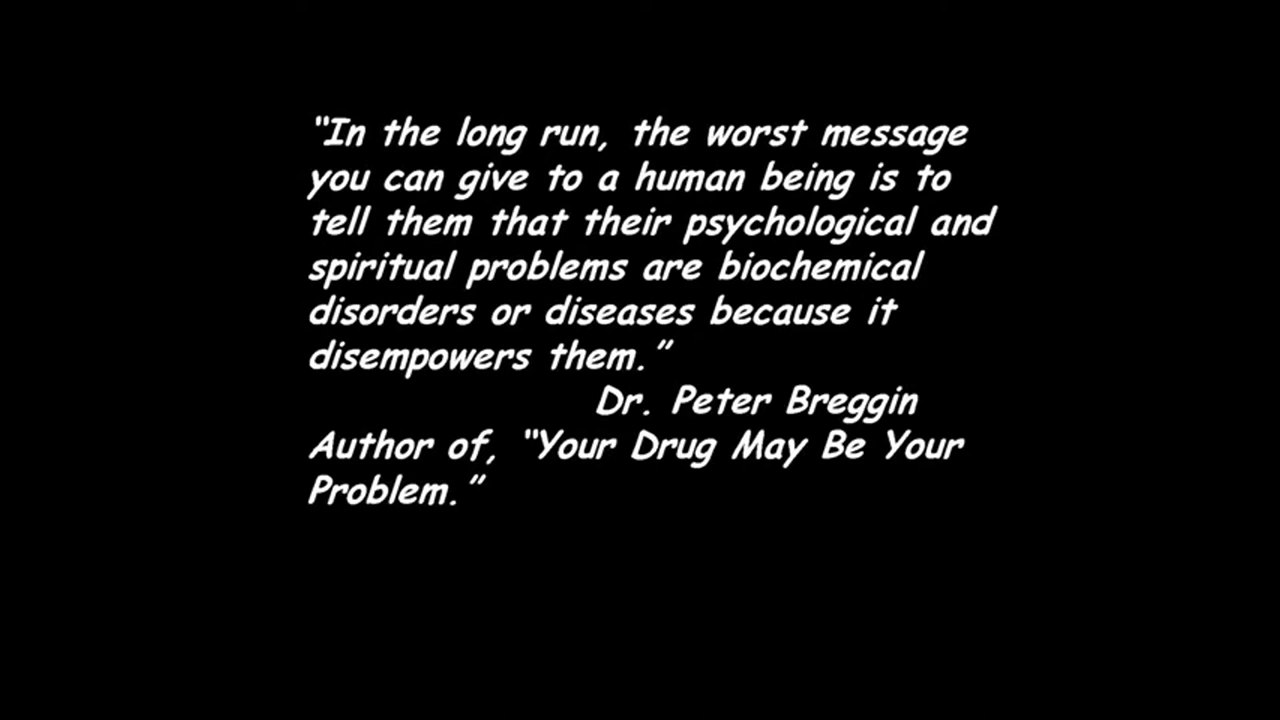 "In the long run, the worst message
you can give to a human being is to
tell them that their psychological and
spiritual problems are biochemical
disorders or diseases because it
disempowers them."
Dr. Peter Breggin
Author of, "Your Drug May Be Your
Problem."